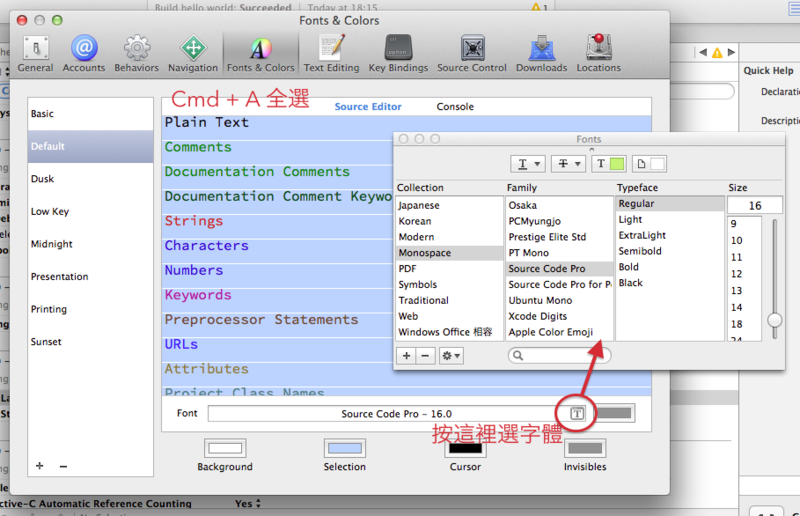 Build hello world: Succeeded
Today at 18:15
1
Fonts & Colors
General
Accounts
Behaviors
Navigation
Fonts & Colors
Text Editing
Key Bindings
Source Control
Downloads
Locations
Quick Help
Declaratio
Descriptio
Cmd + A 全選
Source Editor
Console
Basic
Default
Dusk
Low Key
Midnight
Presentation
Printing
Sunset
Plain Text
Comments
Documentation Comments
Documentation Comment Keywo
Strings
Characters
Numbers
Keywords
Preprocessor Statements
URLs
Attributes
Project Class Names
Fonts
Collection
Family
Typeface
Size
Japanese
Korean
Modern
Monospace
PDF
Symbols
Traditional
Web
Windows Office 相容
Osaka
PCMyungjo
Prestige Elite Std
PT Mono
Source Code Pro
Source Code Pro for Po
Ubuntu Mono
Xcode Digits
Apple Color Emoji
Regular
Light
ExtraLight
Semibold
Bold
Black
16
9
10
11
12
13
14
18
24
Font
Source Code Pro - 16.0
按這裡選字體
Background
Selection
Cursor
Invisibles
ctive-C Automatic Reference Counting
Yes